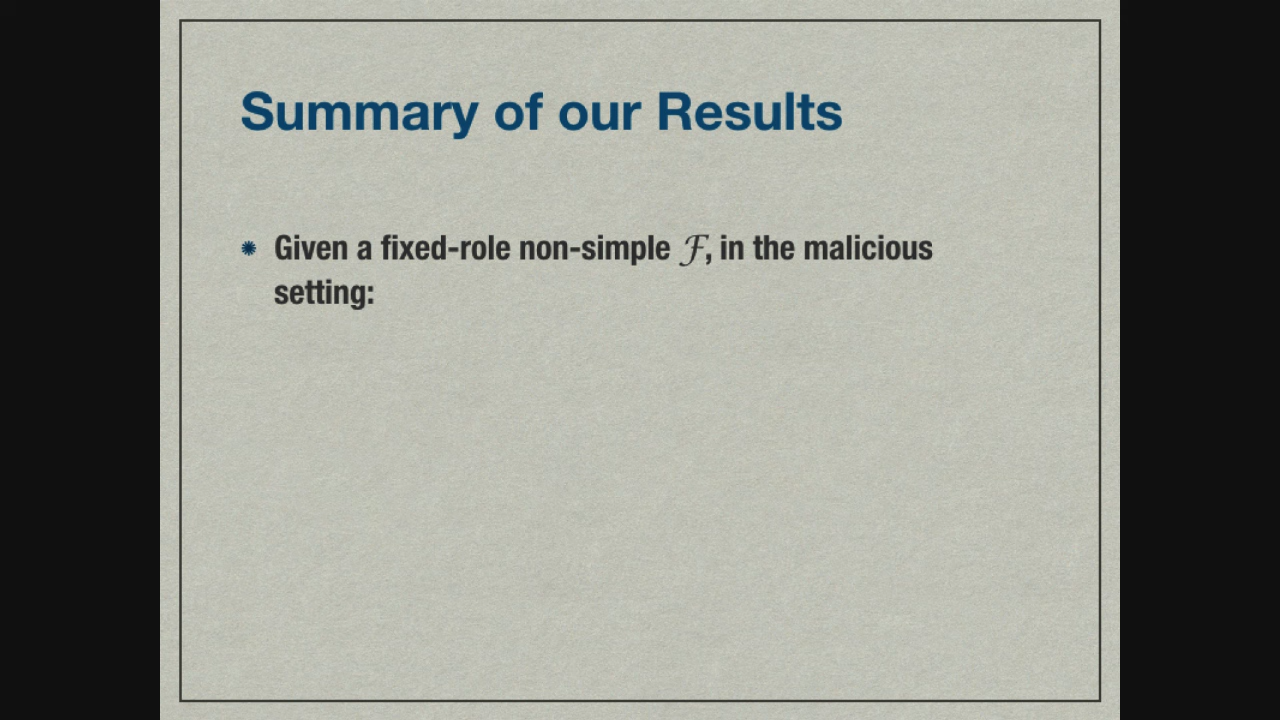 Summary of our Results
Given a fixed-role non-simple ℱ, in the malicious
setting: